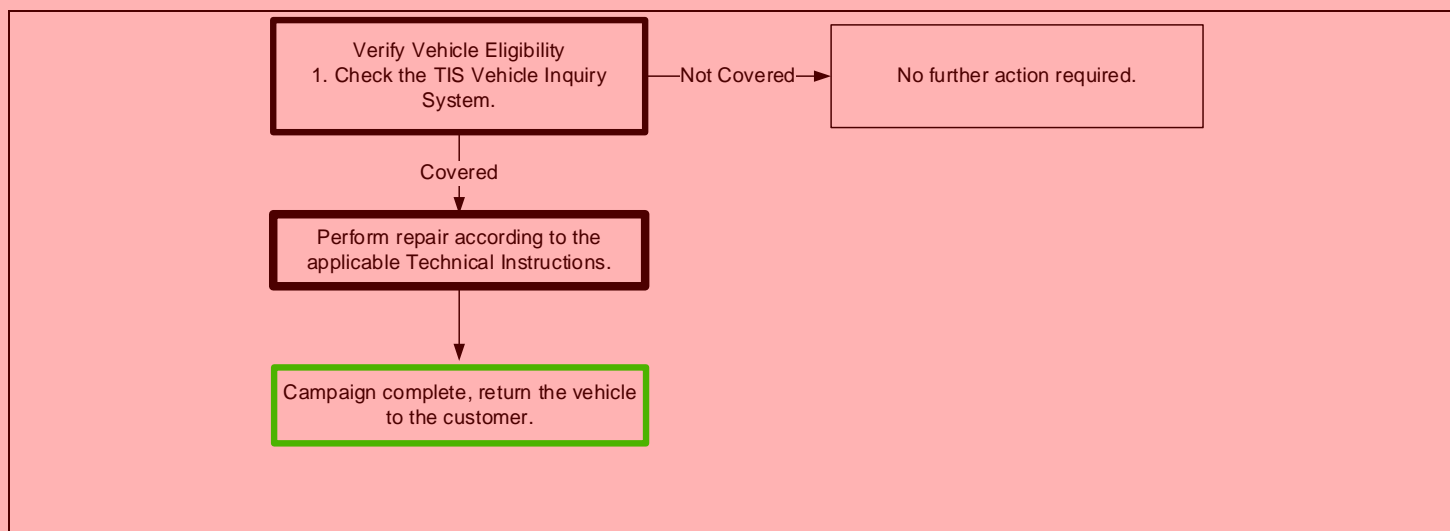 Verify Vehicle Eligibility
1. Check the TIS Vehicle Inquiry
System.
Not Covered
No further action required.
Covered
Perform repair according to the
applicable Technical Instructions.
Campaign complete, return the vehicle
to the customer.